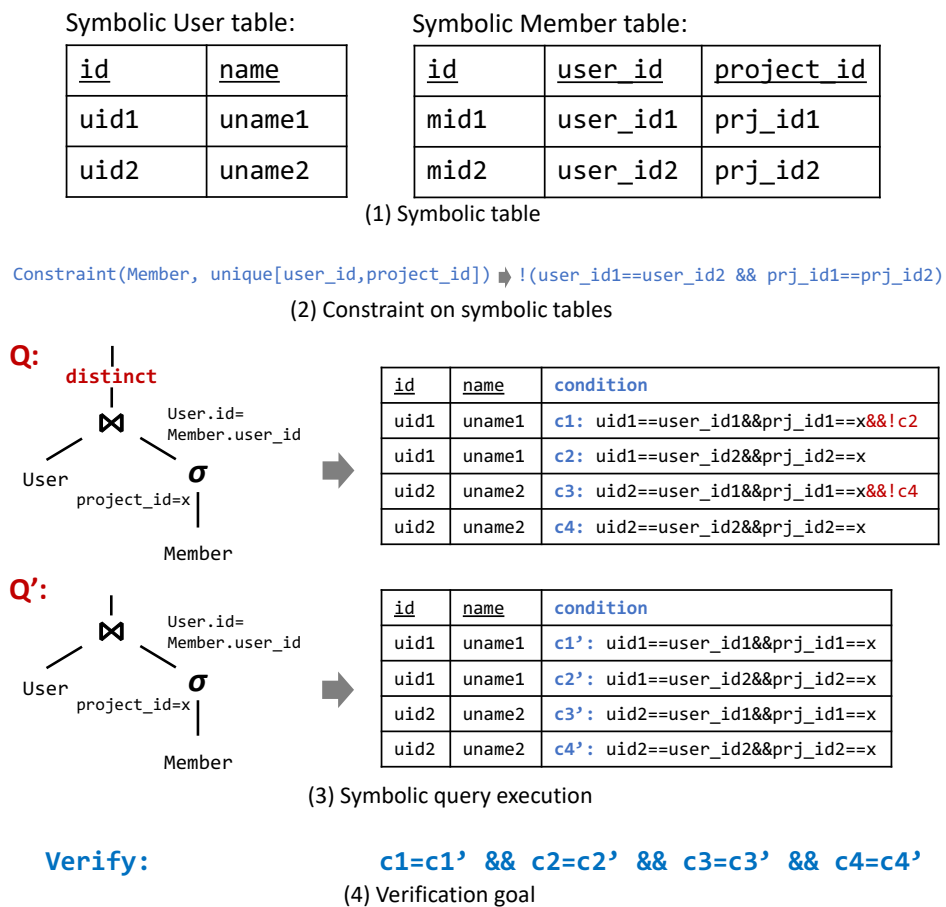 Symbolic User table:
Symbolic Member table:
id name
uid1 uname1
uid2 uname2
id user_id project_id
mid1 user_id1 prj_id1
mid2 user_id2 prj_id2
(1) Symbolic table
Constraint(Member, unique[user_id,project_id]) ➡ !(user_id1==user_id2 && prj_id1==prj_id2)
(2) Constraint on symbolic tables
Q:
distinct
⋈
User.id=
Member.user_id
User
σ
project_id=x
Member
id name condition
uid1 uname1 c1: uid1==user_id1&&prj_id1==x&&!c2
uid1 uname1 c2: uid1==user_id2&&prj_id2==x
uid2 uname2 c3: uid2==user_id1&&prj_id1==x&&!c4
uid2 uname2 c4: uid2==user_id2&&prj_id2==x
Q’:
⋈
User.id=
Member.user_id
User
σ
project_id=x
Member
id name condition
uid1 uname1 c1’: uid1==user_id1&&prj_id1==x
uid1 uname1 c2’: uid1==user_id2&&prj_id2==x
uid2 uname2 c3’: uid2==user_id1&&prj_id1==x
uid2 uname2 c4’: uid2==user_id2&&prj_id2==x
(3) Symbolic query execution
Verify: c1=c1’ && c2=c2’ && c3=c3’ && c4=c4’
(4) Verification goal